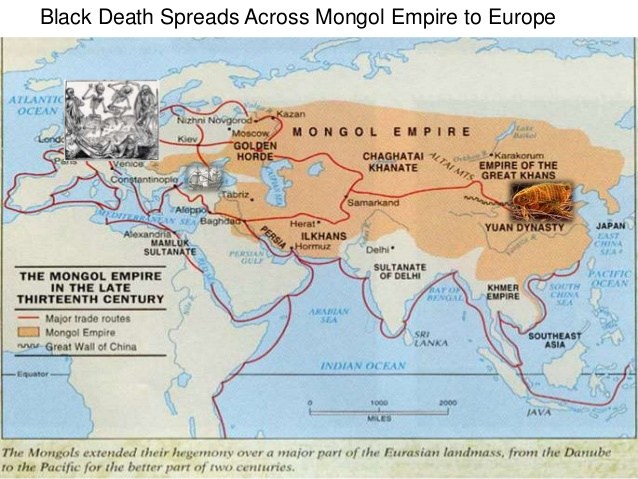 Black Death Spreads Across Mongol Empire to Europe
ATLANTIC
OCEAN
Nizhni Novgorod
Kazan
Moscow
Kiev
GOLDEN
HORDE
MONGOL EMPIRE
Lake
Baikal
Paris
Venice
Constantinople
CHAGHATAI
KHANATE
ALTAI MTS.
Karakorum
EMPIRE OF THE
GREAT KHANS
Tabriz
Samarkand
MEDITERRANEAN SEA
Aleppo
Baghdad
Herat
ILKHANS
PERSIA
Hormuz
YUAN DYNASTY
JAPAN
EAST
CHINA
SEA
Alexandria
MAMLUK
SULTANATE
PERSIAN
GULF
Delhi
SULTANATE
OF DELHI
PACIFIC
OCEAN
THE MONGOL EMPIRE
IN THE LATE
THIRTEENTH CENTURY
Major trade routes
Mongol Empire
Great Wall of China
KHMER
EMPIRE
SOUTH
CHINA
SEA
ARABIAN
SEA
BAY OF
BENGAL
SRI
LANKA
SOUTHEAST
ASIA
Equator
INDIAN OCEAN
0 1000 2000
MILES
JAVA
The Mongols extended their hegemony over a major part of the Eurasian landmass, from the Danube
to the Pacific for the better part of two centuries.